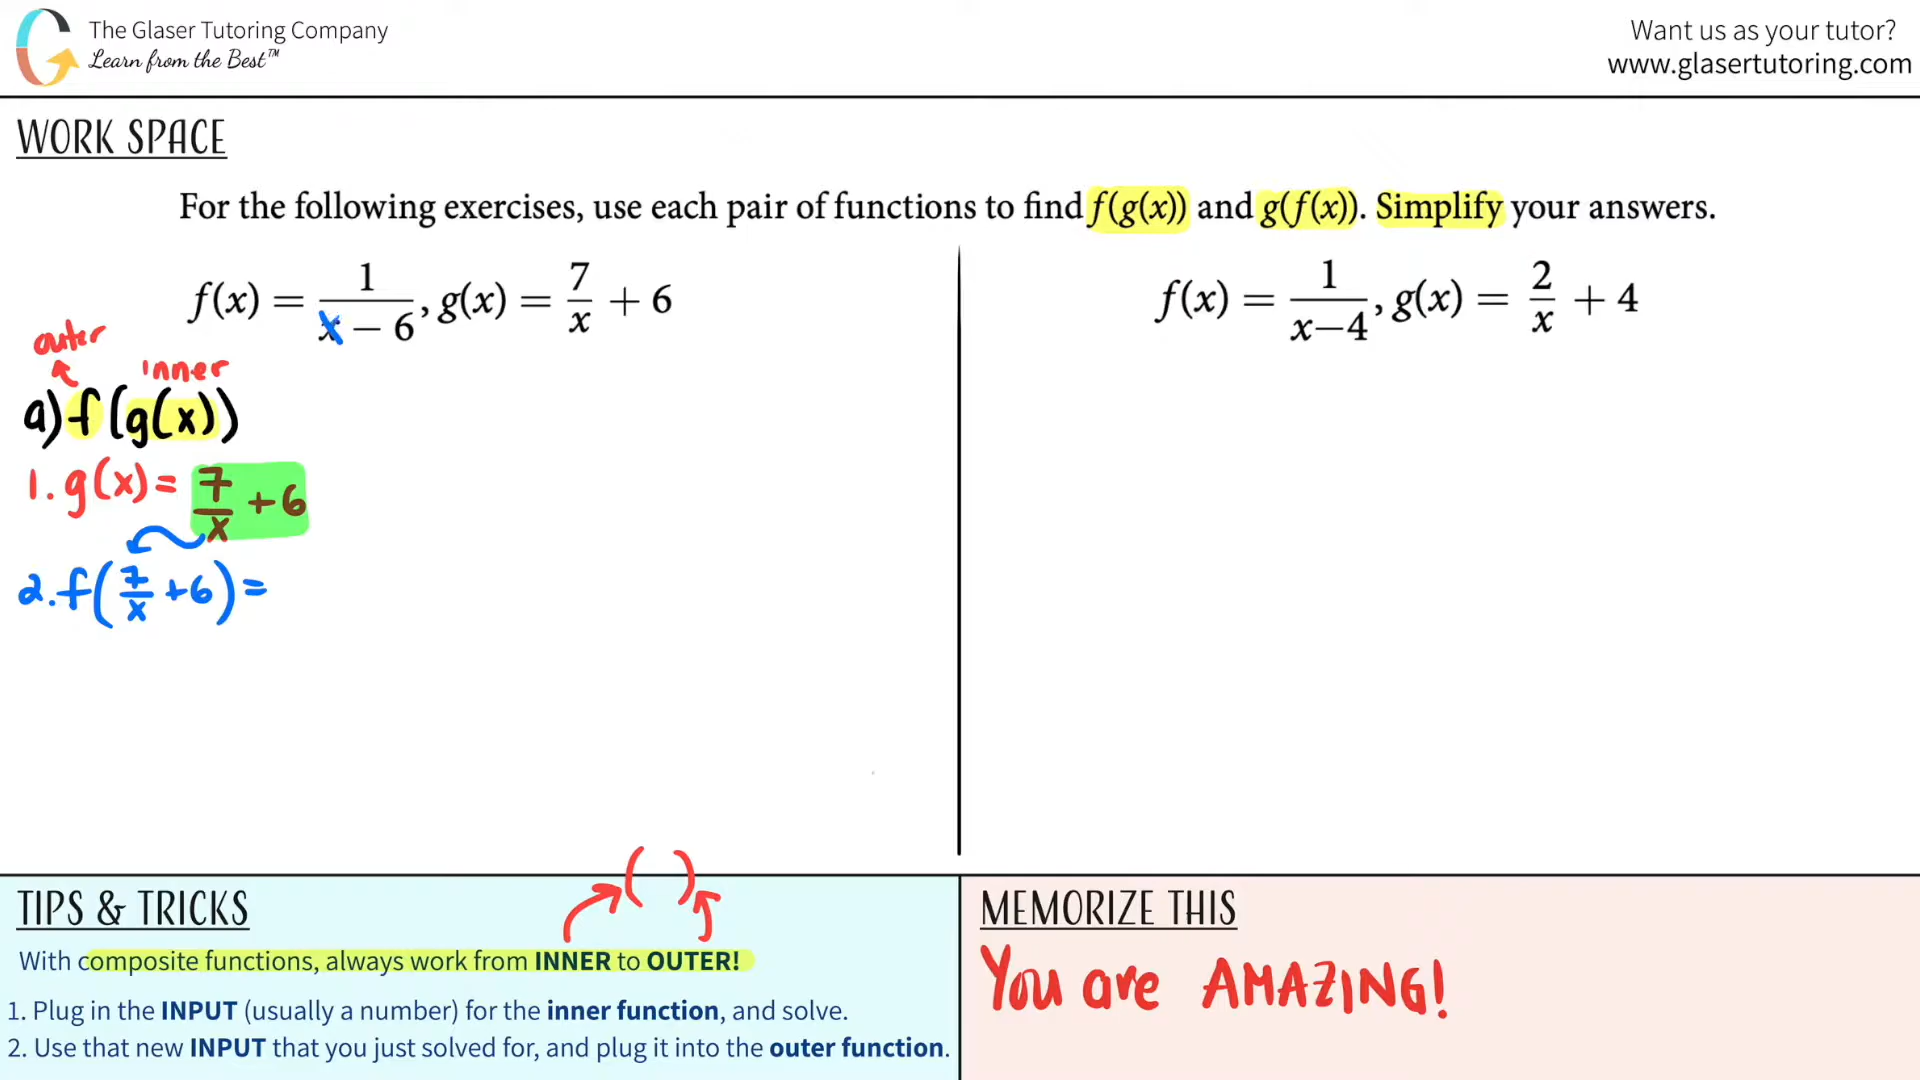 The Glaser Tutoring Company
Learn from the Best™
Want us as your tutor?
www.glasertutoring.com
WORK SPACE
For the following exercises, use each pair of functions to find f(g(x)) and g(f(x)). Simplify your answers.
f(x) = 1/(x − 6), g(x) = 7/x + 6
f(x) = 1/(x−4), g(x) = 2/x + 4
outer
inner
a) f(g(x))
1. g(x) = 7/x + 6
2. f(7/x + 6) =
( )
TIPS & TRICKS
With composite functions, always work from INNER to OUTER!
1. Plug in the INPUT (usually a number) for the inner function, and solve.
2. Use that new INPUT that you just solved for, and plug it into the outer function.
MEMORIZE THIS
You are AMAZING!